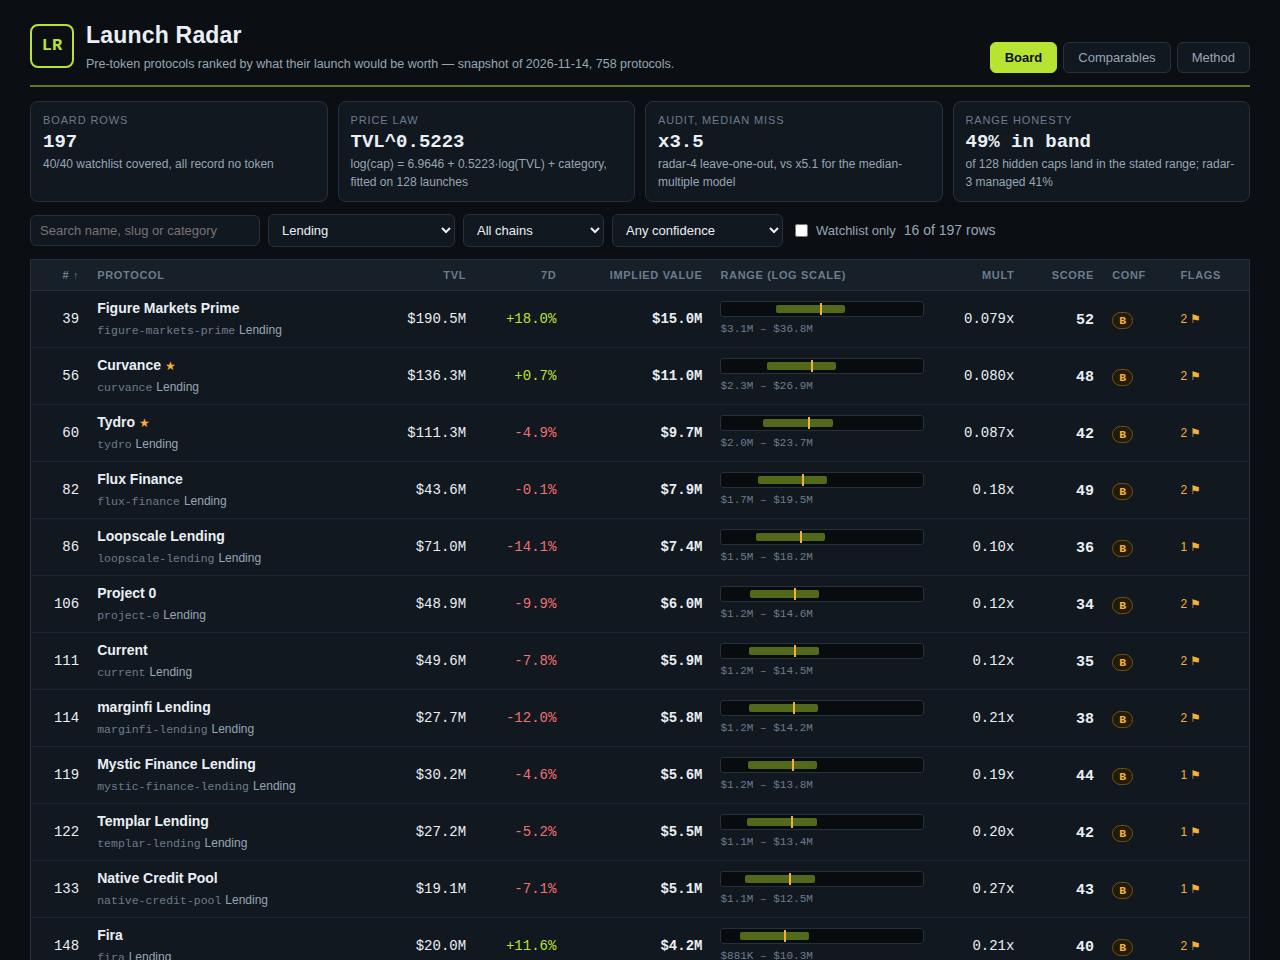 LR
Launch Radar
Pre-token protocols ranked by what their launch would be worth — snapshot of 2026-11-14, 758 protocols.
Board
Comparables
Method
BOARD ROWS
197
40/40 watchlist covered, all record no token
PRICE LAW
TVL^0.5223
log(cap) = 6.9646 + 0.5223·log(TVL) + category,
fitted on 128 launches
AUDIT, MEDIAN MISS
x3.5
radar-4 leave-one-out, vs x5.1 for the median-
multiple model
RANGE HONESTY
49% in band
of 128 hidden caps land in the stated range; radar-
3 managed 41%
Search name, slug or category
Lending
All chains
Any confidence
Watchlist only
16 of 197 rows
# ↑ PROTOCOL TVL 7D IMPLIED VALUE RANGE (LOG SCALE) MULT SCORE CONF FLAGS
39 Figure Markets Prime $190.5M +18.0% $15.0M 0.079x 52 B 2 ⚑
figure-markets-prime Lending $3.1M – $36.8M
56 Curvance ★ $136.3M +0.7% $11.0M 0.080x 48 B 2 ⚑
curvance Lending $2.3M – $26.9M
60 Tydro ★ $111.3M -4.9% $9.7M 0.087x 42 B 2 ⚑
tydro Lending $2.0M – $23.7M
82 Flux Finance $43.6M -0.1% $7.9M 0.18x 49 B 2 ⚑
flux-finance Lending $1.7M – $19.5M
86 Loopscale Lending $71.0M -14.1% $7.4M 0.10x 36 B 1 ⚑
loopscale-lending Lending $1.5M – $18.2M
106 Project 0 $48.9M -9.9% $6.0M 0.12x 34 B 2 ⚑
project-0 Lending $1.2M – $14.6M
111 Current $49.6M -7.8% $5.9M 0.12x 35 B 2 ⚑
current Lending $1.2M – $14.5M
114 marginfi Lending $27.7M -12.0% $5.8M 0.21x 38 B 2 ⚑
marginfi-lending Lending $1.2M – $14.2M
119 Mystic Finance Lending $30.2M -4.6% $5.6M 0.19x 44 B 1 ⚑
mystic-finance-lending Lending $1.2M – $13.8M
122 Templar Lending $27.2M -5.2% $5.5M 0.20x 42 B 1 ⚑
templar-lending Lending $1.1M – $13.4M
133 Native Credit Pool $19.1M -7.1% $5.1M 0.27x 43 B 1 ⚑
native-credit-pool Lending $1.1M – $12.5M
148 Fira $20.0M +11.6% $4.2M 0.21x 40 B 2 ⚑
fira Lending $881K – $10.3M